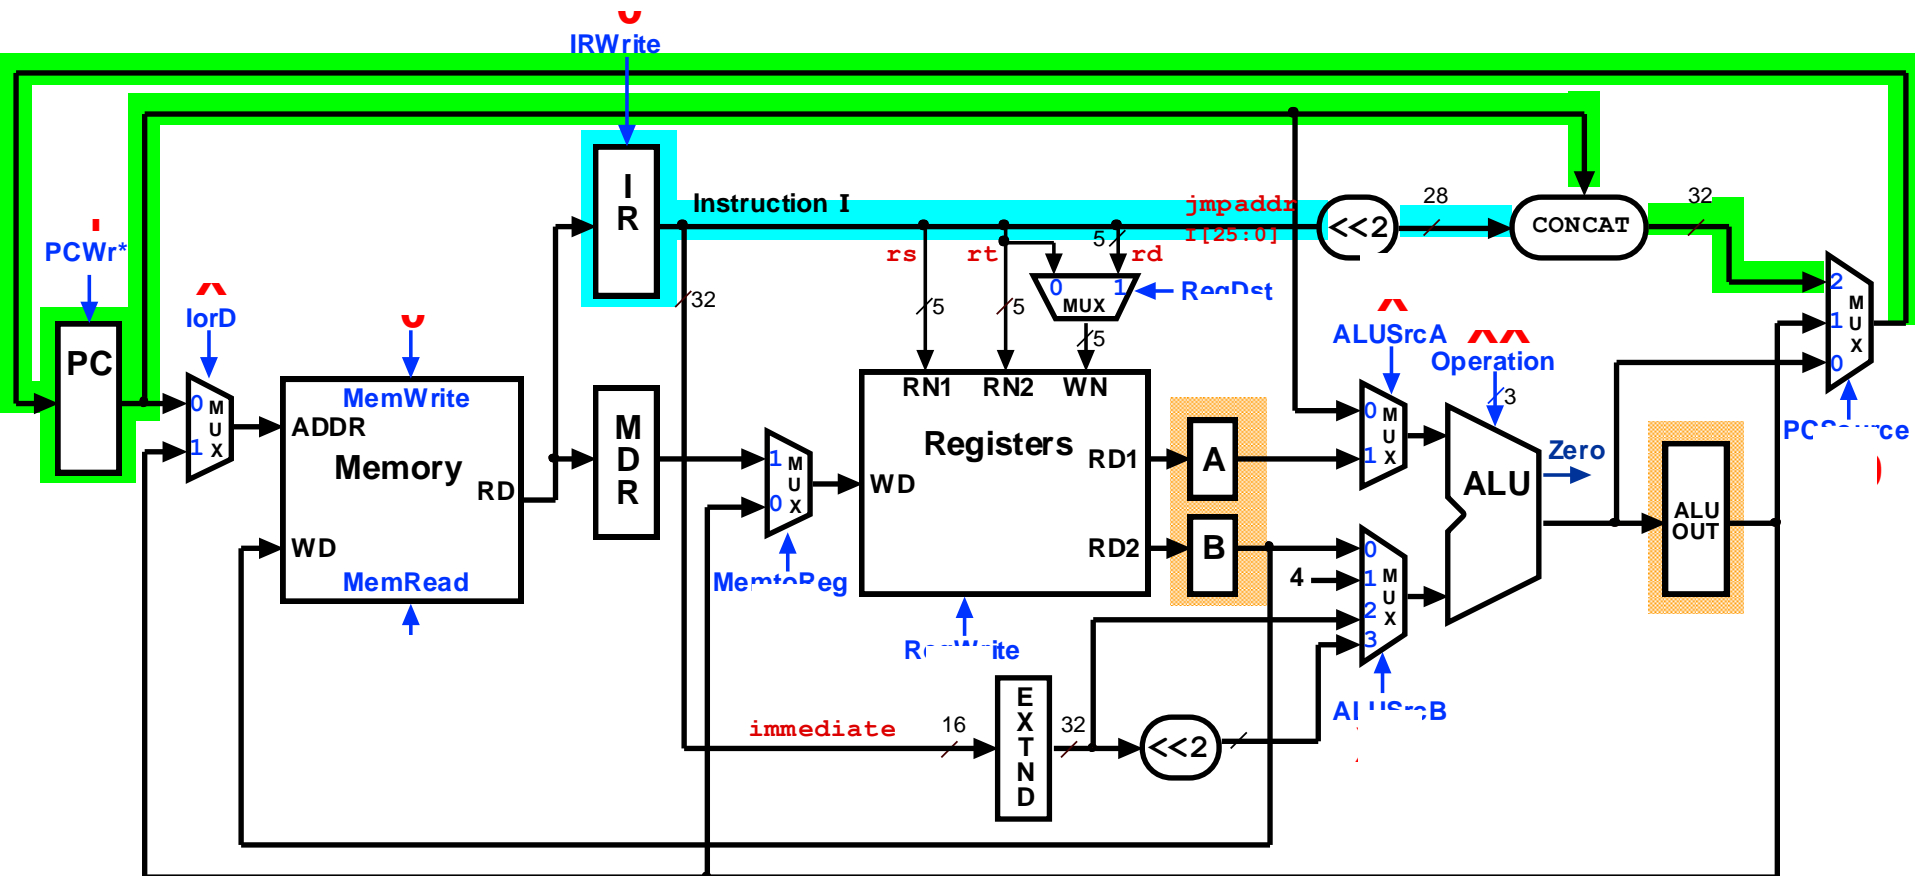 IRWrite
I
R
Instruction I
jmpaddr
I[25:0]
<<2
28
CONCAT
32
PCWr*
rs
rt
5
rd
0
1
MUX
RegDst
32
5
5
5
IorD
PC
0
1
M
U
X
MemWrite
ADDR
Memory
RD
WD
MemRead
M
D
R
1
0
M
U
X
MemtoReg
RN1
RN2
WN
Registers
RD1
WD
RD2
RegWrite
A
B
4
ALUSrcA
0
1
M
U
X
Operation
3
ALU
Zero
0
1
2
3
M
U
X
ALUSrcB
ALU
OUT
2
1
0
M
U
X
PCSource
immediate
16
E
X
T
N
D
32
<<2